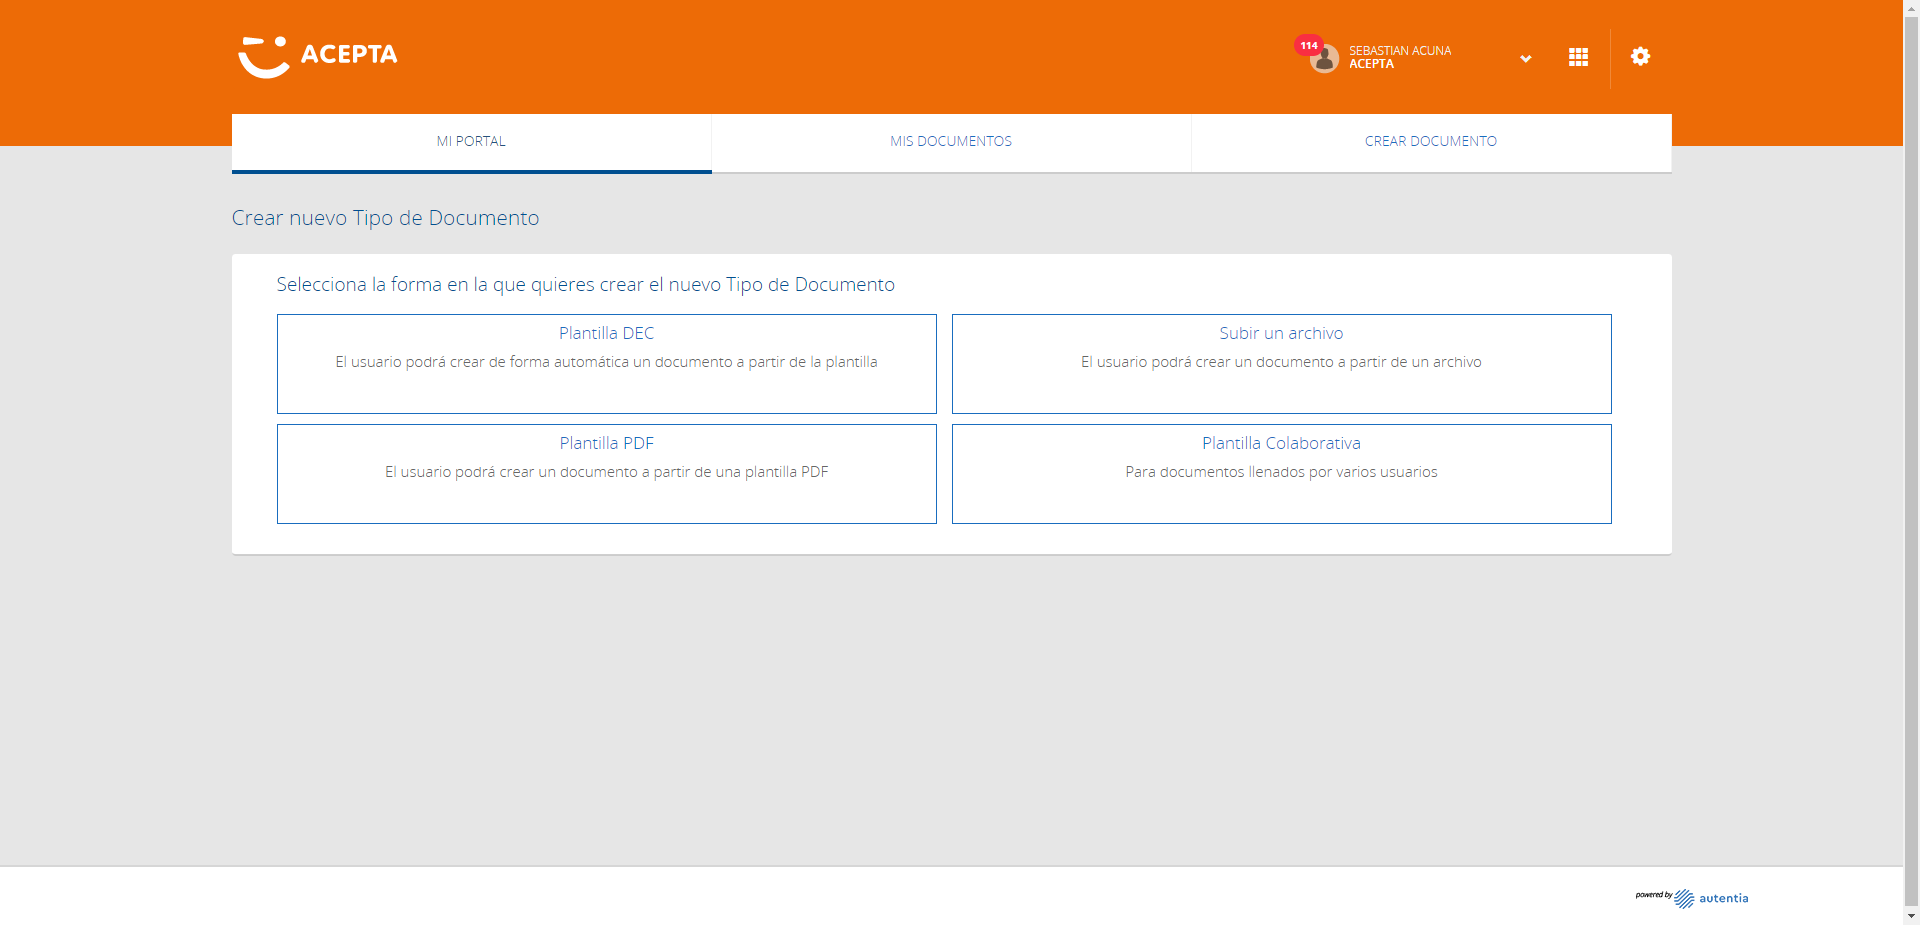 ACEPTA
114
SEBASTIAN ACUNA
ACEPTA
MI PORTAL
MIS DOCUMENTOS
CREAR DOCUMENTO
Crear nuevo Tipo de Documento
Selecciona la forma en la que quieres crear el nuevo Tipo de Documento
Plantilla DEC
El usuario podrá crear de forma automática un documento a partir de la plantilla
Subir un archivo
El usuario podrá crear un documento a partir de un archivo
Plantilla PDF
El usuario podrá crear un documento a partir de una plantilla PDF
Plantilla Colaborativa
Para documentos llenados por varios usuarios
powered by autentia